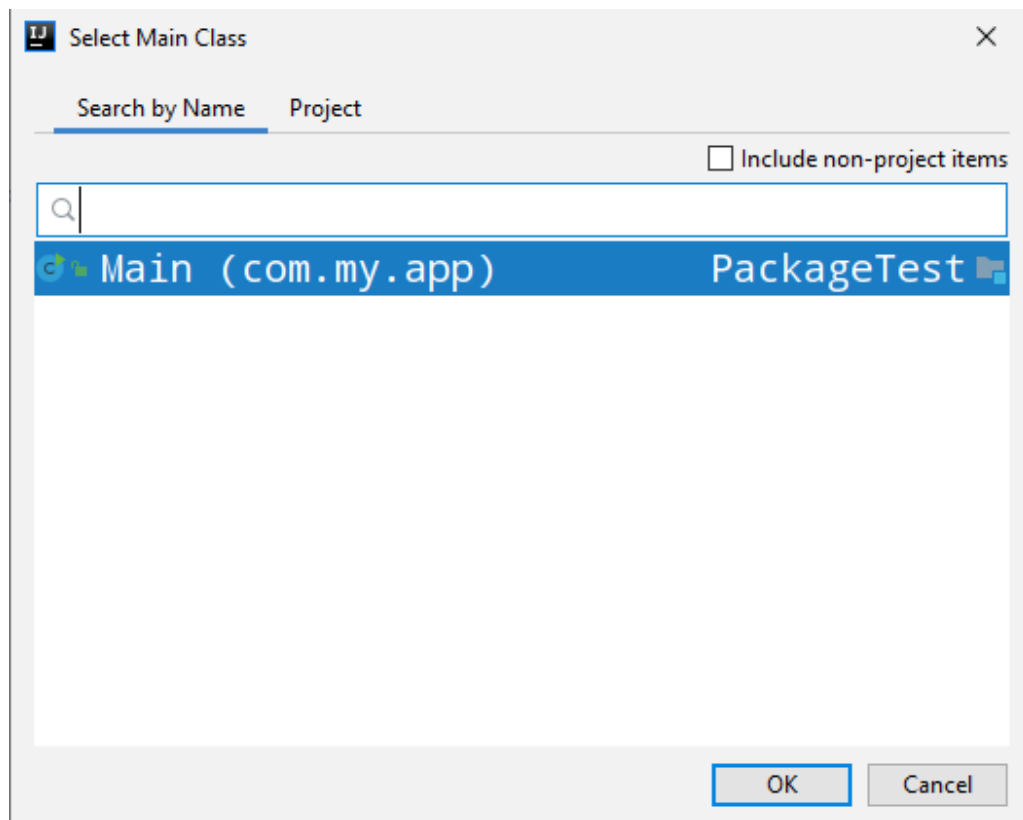 IJ Select Main Class
Search by Name Project
Include non-project items
C Main (com.my.app) PackageTest
OK Cancel